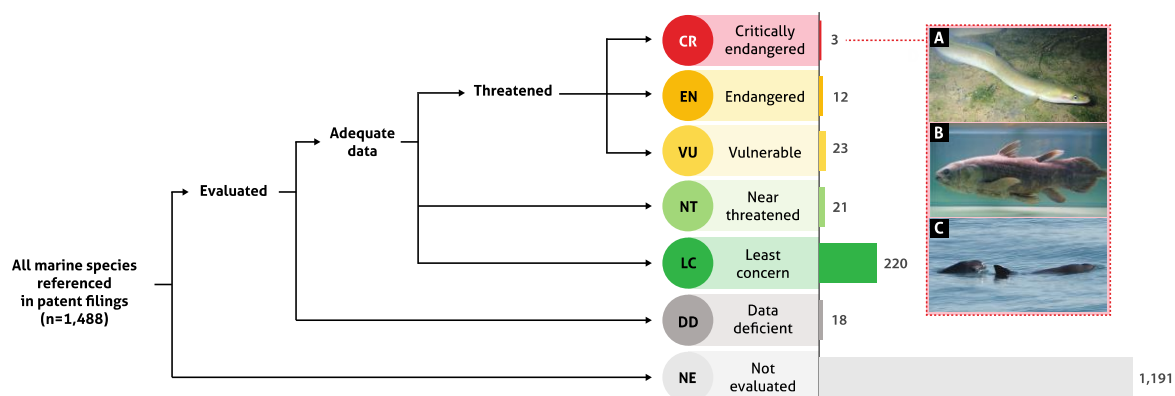 All marine species
referenced
in patent filings
(n=1,488)
Evaluated
Adequate
data
Threatened
CR
Critically
endangered
3
EN
Endangered
12
VU
Vulnerable
23
NT
Near
threatened
21
LC
Least
concern
220
DD
Data
deficient
18
NE
Not
evaluated
1,191
A
B
C